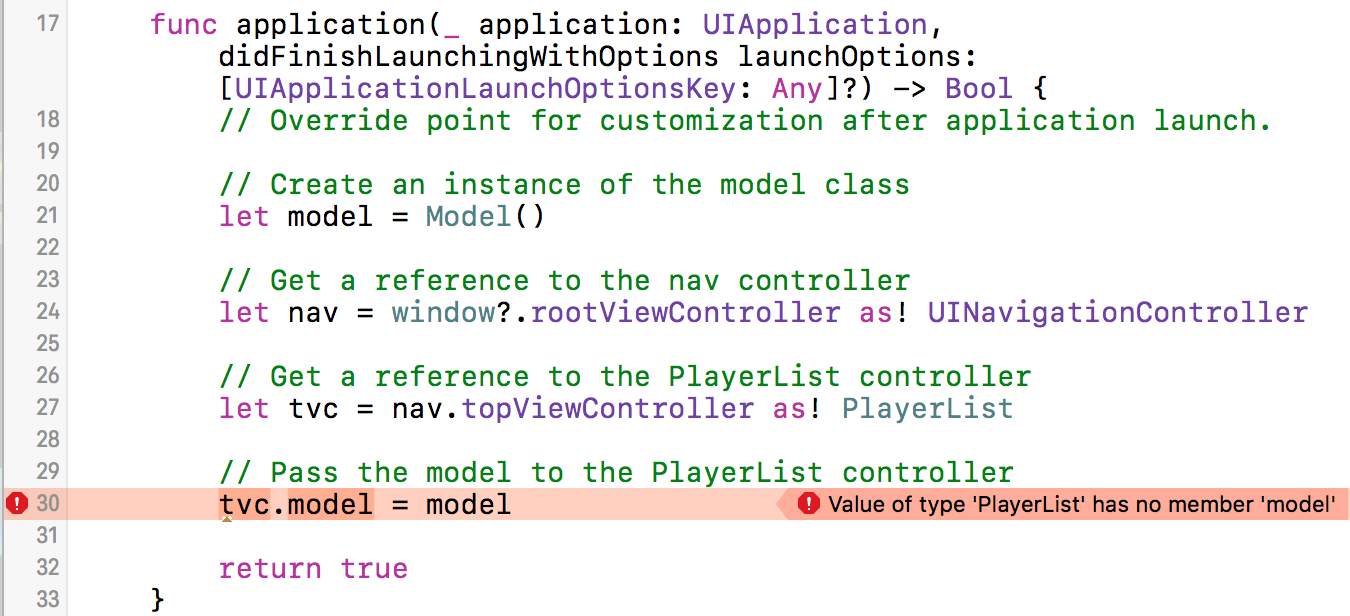 17 func application(_ application: UIApplication,
didFinishLaunchingWithOptions launchOptions:
[UIApplicationLaunchOptionsKey: Any]?) -> Bool {
18 // Override point for customization after application launch.
19
20 // Create an instance of the model class
21 let model = Model()
22
23 // Get a reference to the nav controller
24 let nav = window?.rootViewController as! UINavigationController
25
26 // Get a reference to the PlayerList controller
27 let tvc = nav.topViewController as! PlayerList
28
29 // Pass the model to the PlayerList controller
30 tvc.model = model Value of type 'PlayerList' has no member 'model'
31
32 return true
33 }